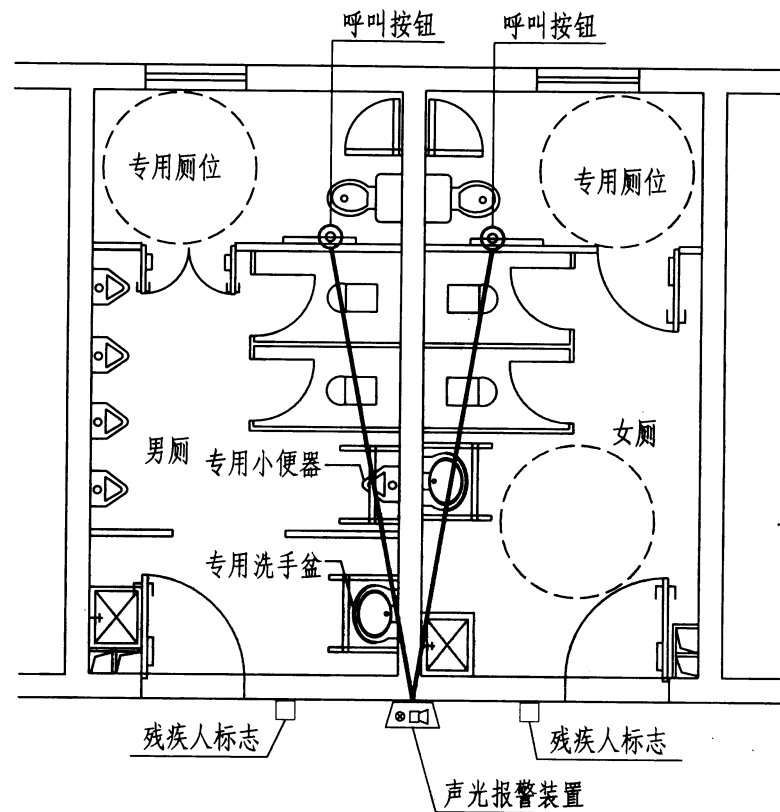 呼叫按钮
呼叫按钮
专用厕位
专用厕位
男厕
专用小便器
女厕
专用洗手盆
残疾人标志
残疾人标志
声光报警装置